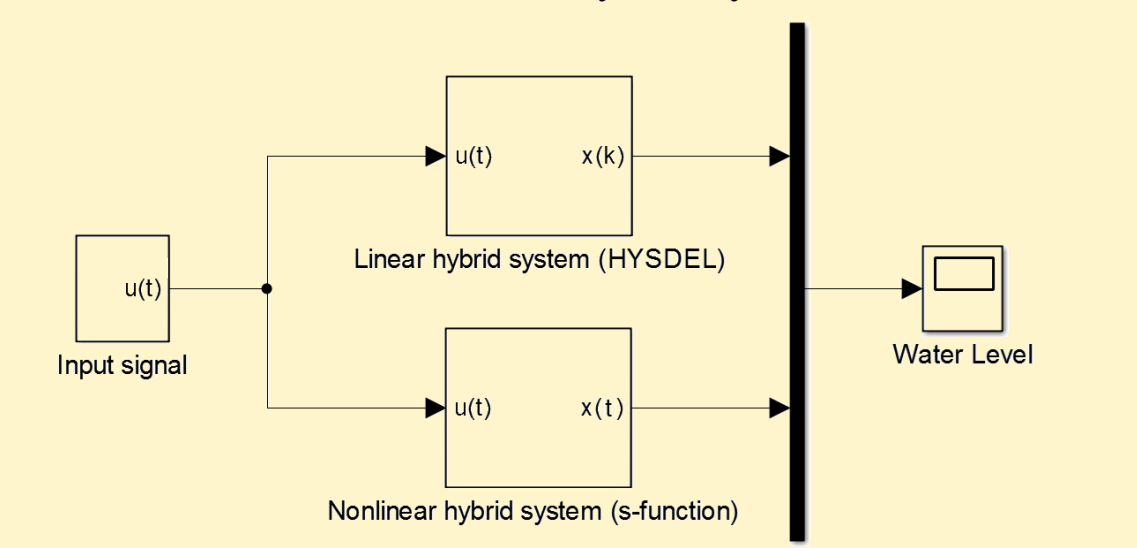 u(t) x(k)
Linear hybrid system (HYSDEL)
u(t)
Input signal
Water Level
u(t) x(t)
Nonlinear hybrid system (s-function)